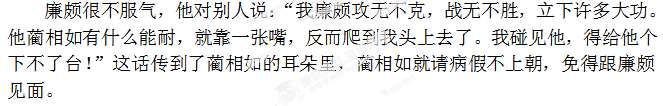 廉颇很不服气，他对别人说：“我廉颇攻无不克，战无不胜，立下许多大功。
他蔺相如有什么能耐，就靠一张嘴，反而爬到我头上去了。我碰见他，得给他个
下不了台！”这话传到了蔺相如的耳朵里，蔺相如就请病假不上朝，免得跟廉颇
见面。